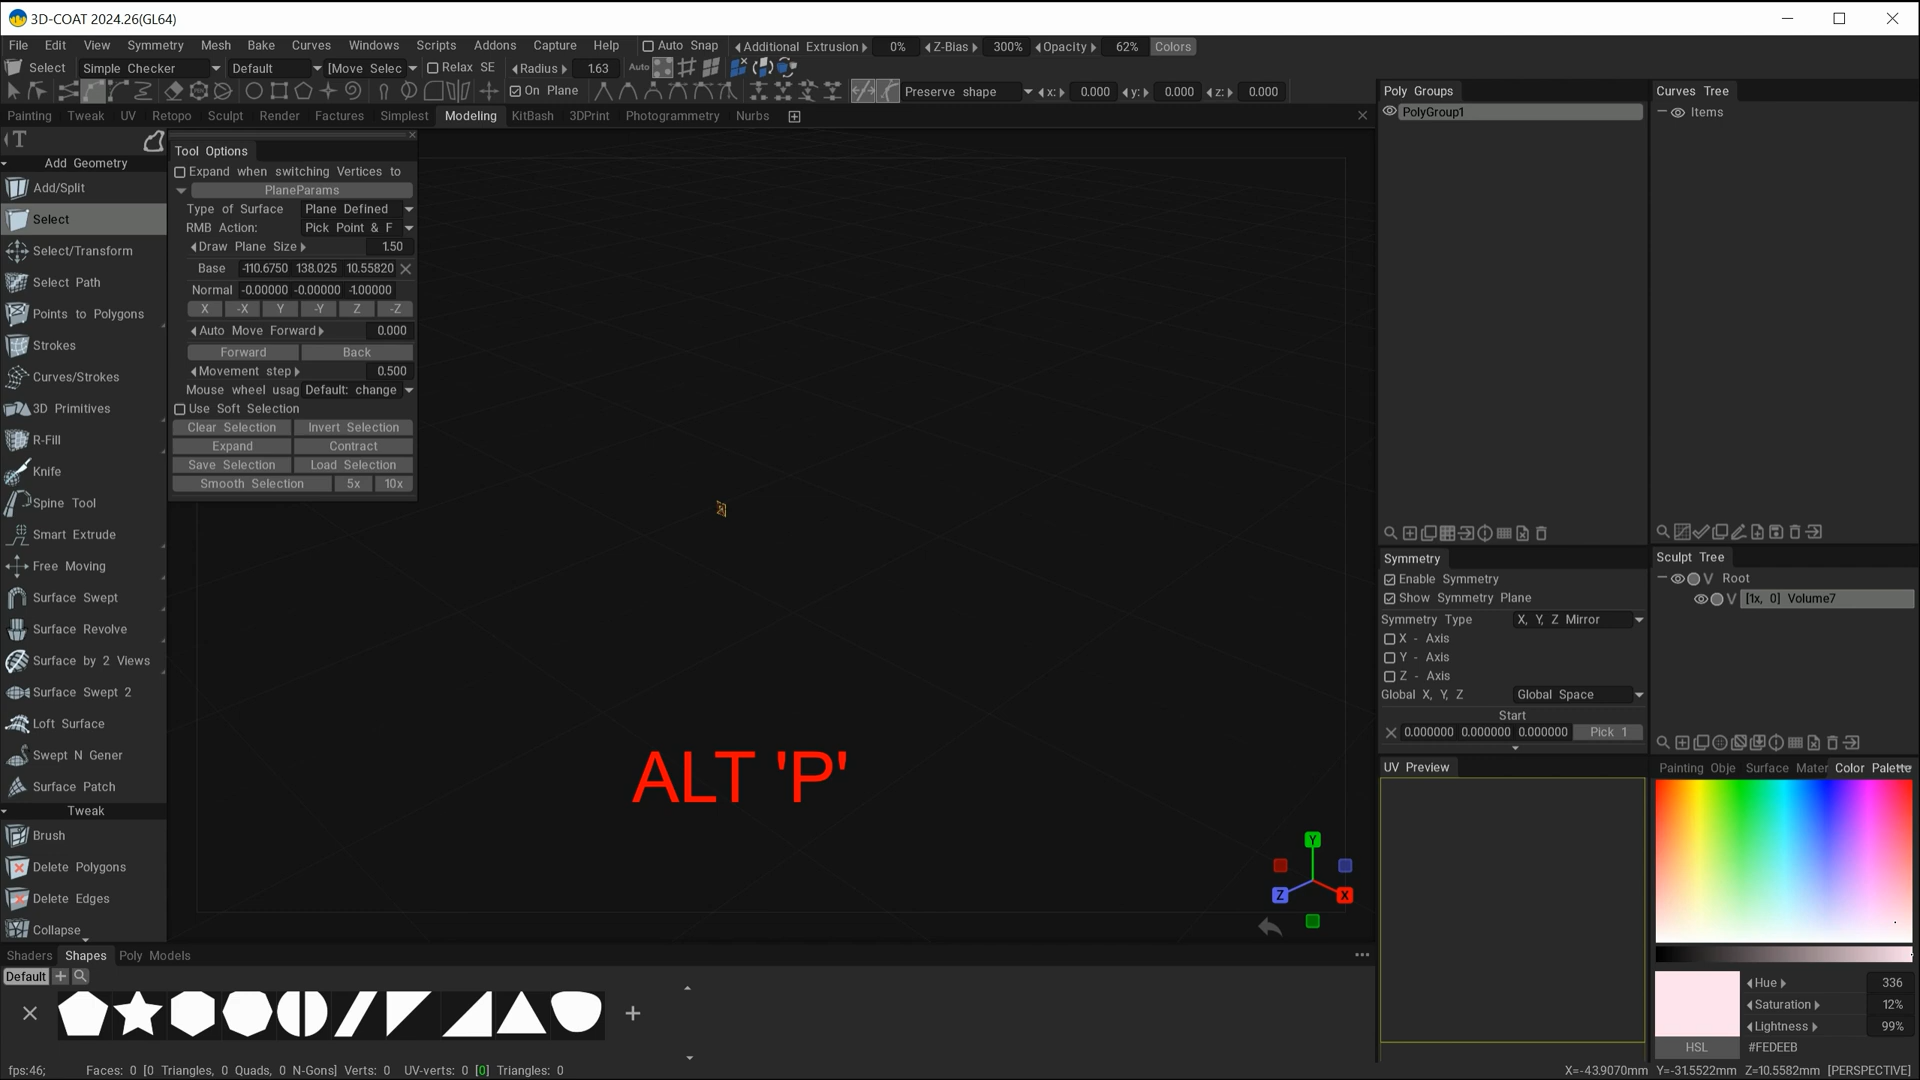 3D-COAT 2024.26(GL64)
File Edit View Symmetry Mesh Bake Curves Windows Scripts Addons Capture Help Auto Snap Additional Extrusion 0% Z-Bias 300% Opacity 62% Colors
Select Simple Checker Default [Move Selec Relax SE Radius 1.63 Auto
On Plane Preserve shape x: 0.000 y: 0.000 z: 0.000
Painting Tweak UV Retopo Sculpt Render Factures Simplest Modeling KitBash 3DPrint Photogrammetry Nurbs
T
Add Geometry
Add/Split
Select
Select/Transform
Select Path
Points to Polygons
Strokes
Curves/Strokes
3D Primitives
R-Fill
Knife
Spine Tool
Smart Extrude
Free Moving
Surface Swept
Surface Revolve
Surface by 2 Views
Surface Swept 2
Loft Surface
Swept N Gener
Surface Patch
Tweak
Brush
Delete Polygons
Delete Edges
Collapse
Tool Options
Expand when switching Vertices to
PlaneParams
Type of Surface Plane Defined
RMB Action: Pick Point & F
Draw Plane Size 1.50
Base -110.6750 138.025 10.55820
Normal -0.00000 -0.00000 -1.00000
X -X Y -Y Z -Z
Auto Move Forward 0.000
Forward Back
Movement step 0.500
Mouse wheel usag Default: change
Use Soft Selection
Clear Selection Invert Selection
Expand Contract
Save Selection Load Selection
Smooth Selection 5x 10x
ALT 'P'
Y
Z X
Poly Groups
PolyGroup1
Curves Tree
Items
Symmetry
Enable Symmetry
Show Symmetry Plane
Symmetry Type X, Y, Z Mirror
X - Axis
Y - Axis
Z - Axis
Global X, Y, Z Global Space
Start
0.000000 0.000000 0.000000 Pick 1
Sculpt Tree
V Root
V [1x, 0] Volume7
UV Preview
Painting Obje Surface Mater Color Palette
Hue 336
Saturation 12%
Lightness 99%
HSL #FEDEEB
Shaders Shapes Poly Models
Default
fps:46; Faces: 0 [0 Triangles, 0 Quads, 0 N-Gons] Verts: 0 UV-verts: 0 [0] Triangles: 0
X=-43.9070mm Y=-31.5522mm Z=10.5582mm [PERSPECTIVE]